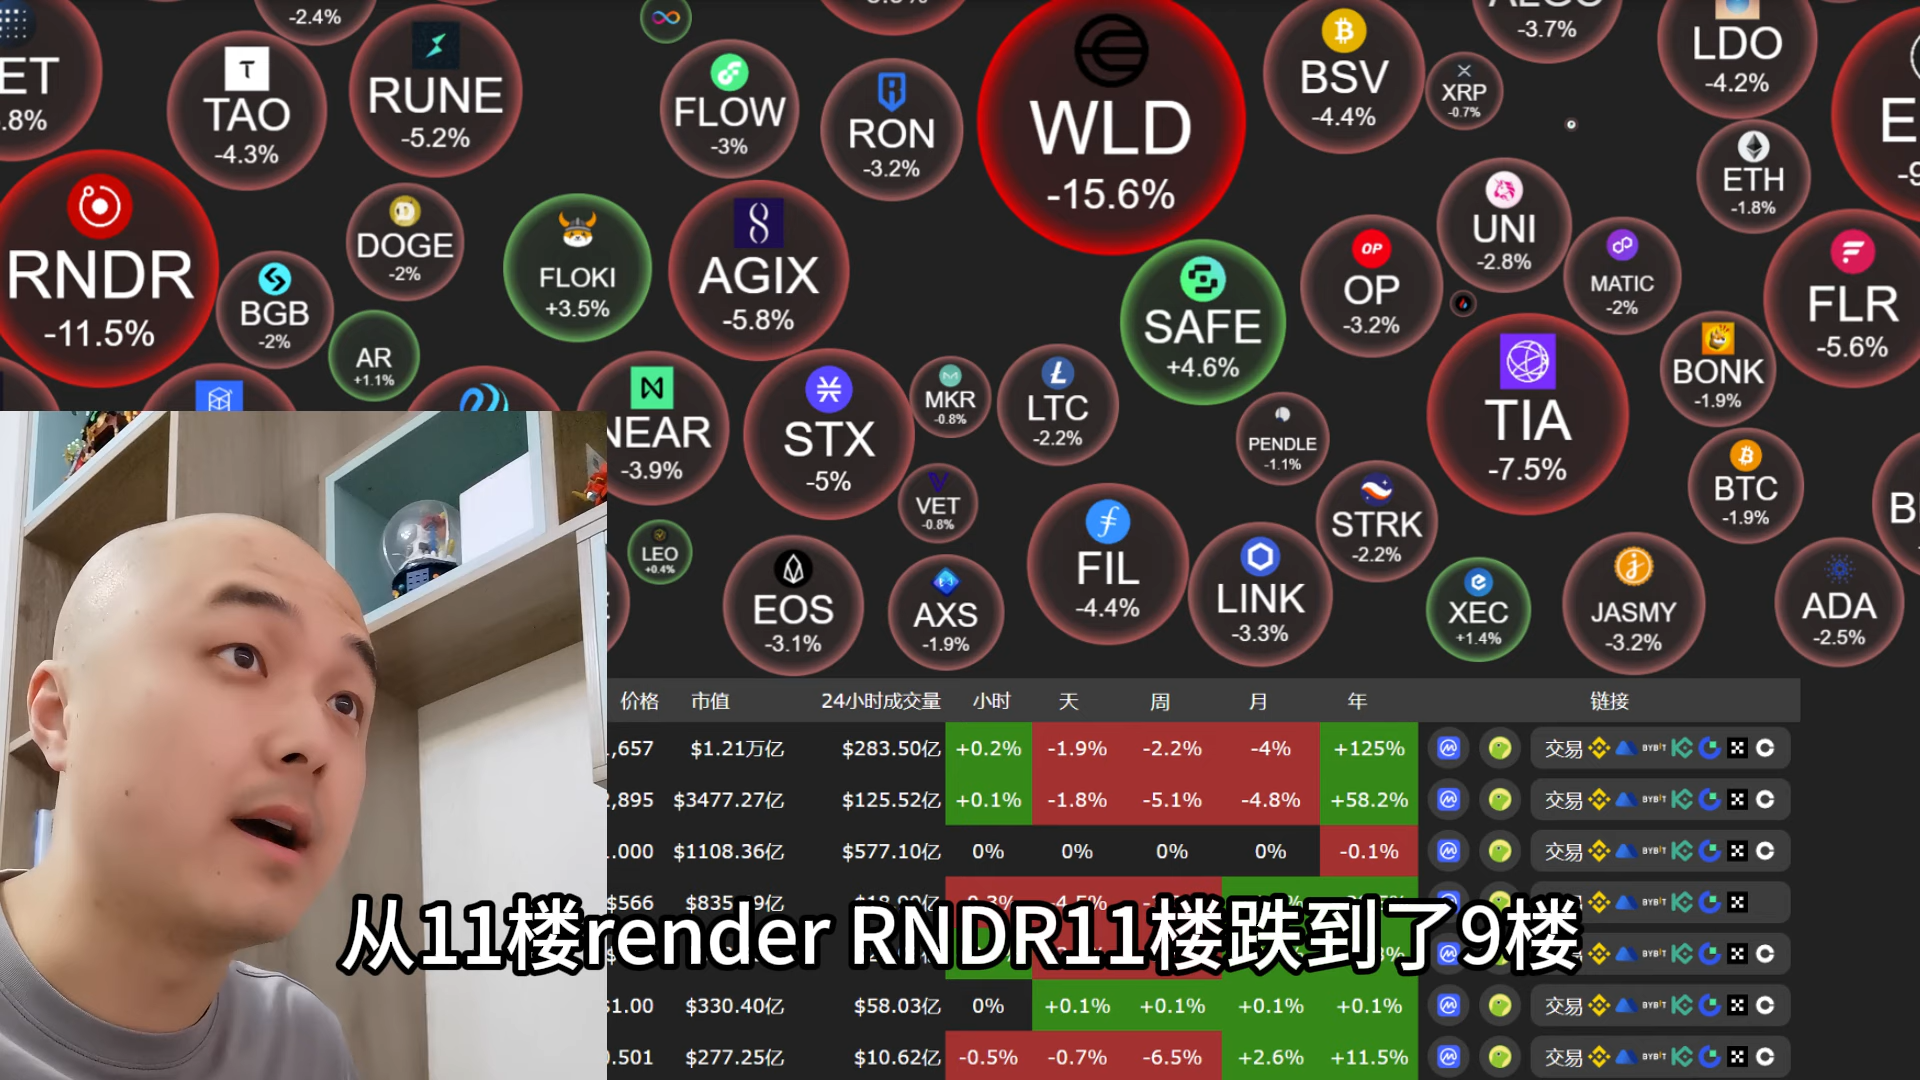 -2.4%
-3.7%
LDO
-4.2%
TAO
-4.3%
RUNE
-5.2%
FLOW
-3%
RON
-3.2%
WLD
-15.6%
BSV
-4.4%
XRP
-0.7%
ETH
-1.8%
RNDR
-11.5%
BGB
-2%
DOGE
-2%
AR
+1.1%
FLOKI
+3.5%
AGIX
-5.8%
SAFE
+4.6%
OP
OP
-3.2%
UNI
-2.8%
MATIC
-2%
FLR
-5.6%
NEAR
-3.9%
STX
-5%
MKR
-0.8%
LTC
-2.2%
PENDLE
-1.1%
TIA
-7.5%
BONK
-1.9%
BTC
-1.9%
LEO
+0.4%
VET
-0.8%
EOS
-3.1%
AXS
-1.9%
FIL
-4.4%
LINK
-3.3%
STRK
-2.2%
XEC
+1.4%
JASMY
-3.2%
ADA
-2.5%
价格 市值 24小时成交量 小时 天 周 月 年 链接
,657 $1.21万亿 $283.50亿 +0.2% -1.9% -2.2% -4% +125% 交易 BYBIT
,895 $3477.27亿 $125.52亿 +0.1% -1.8% -5.1% -4.8% +58.2% 交易 BYBIT
.000 $1108.36亿 $577.10亿 0% 0% 0% 0% -0.1% 交易 BYBIT
$566 交易 BYBIT
从11楼render RNDR11楼跌到了9楼
交易 BYBIT
$1.00 $330.40亿 $58.03亿 0% +0.1% +0.1% +0.1% +0.1% 交易 BYBIT
.501 $277.25亿 $10.62亿 -0.5% -0.7% -6.5% +2.6% +11.5% 交易 BYBIT